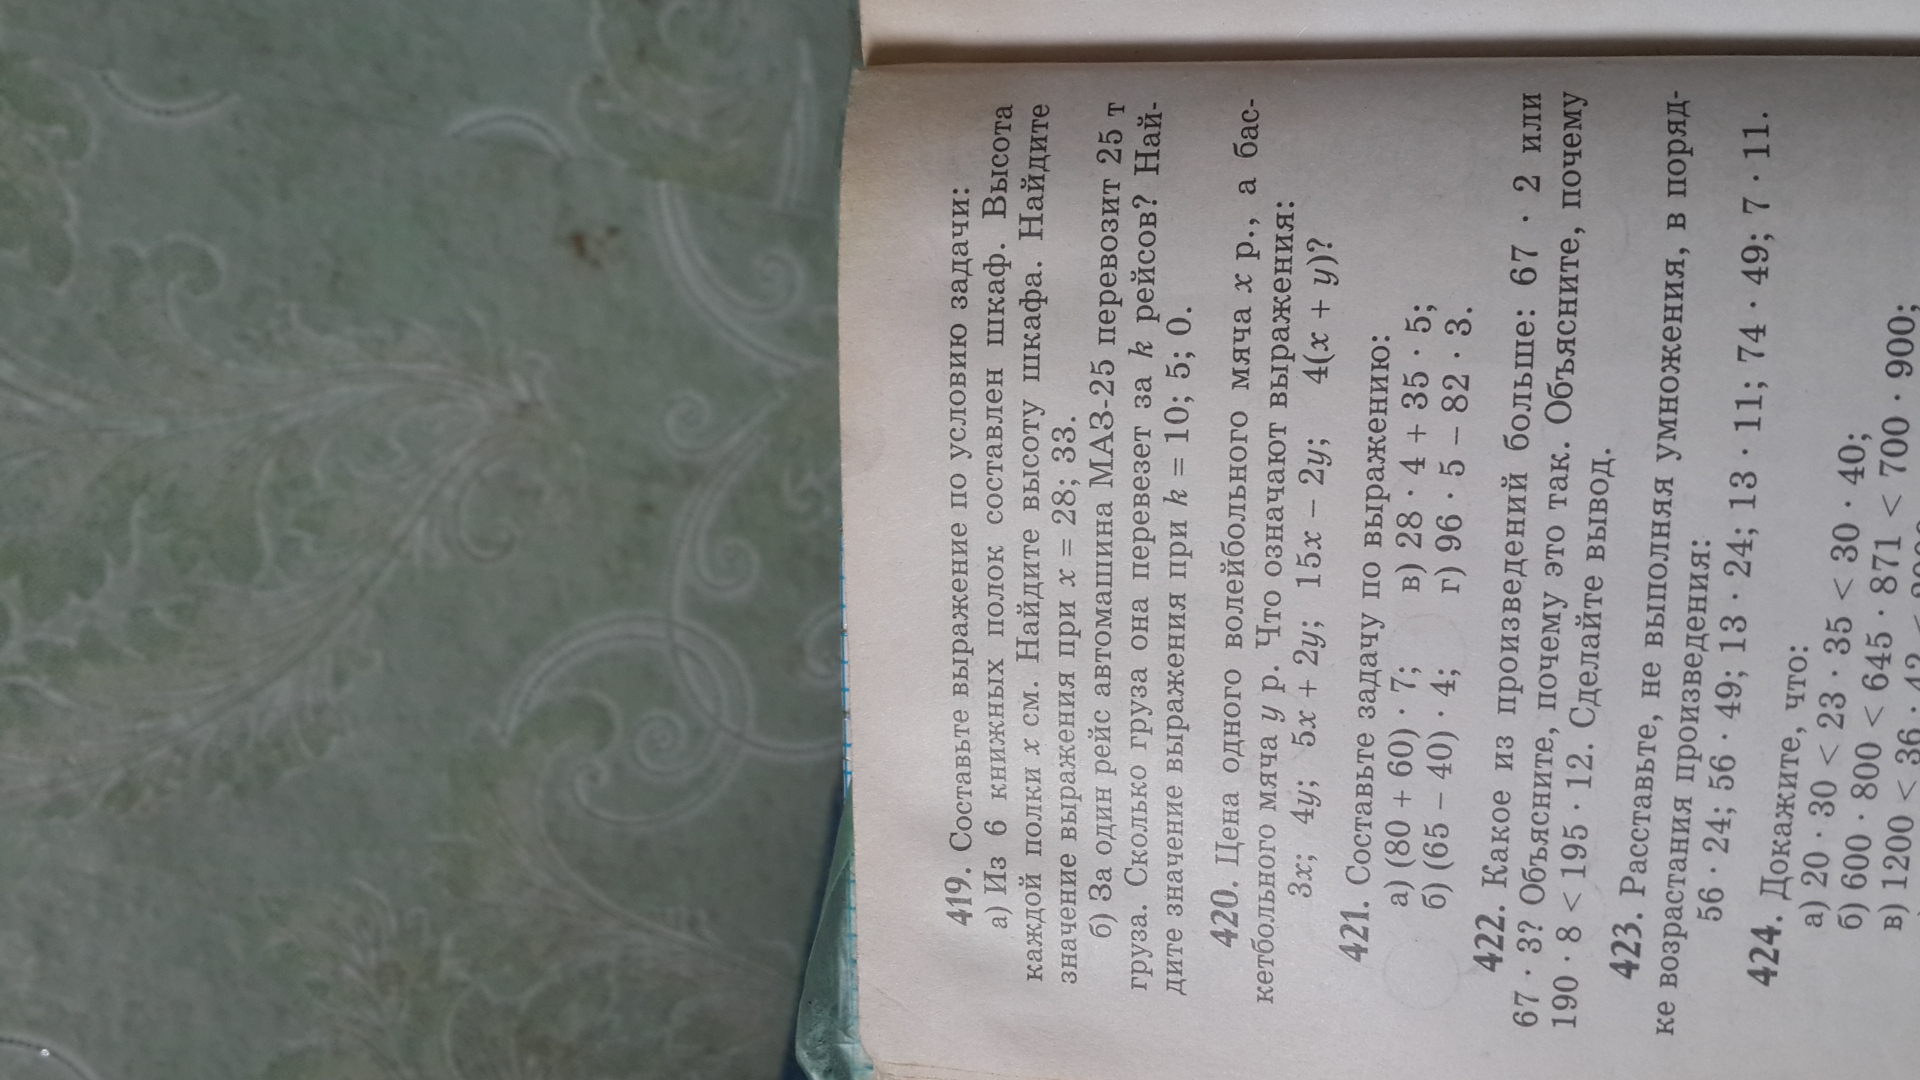 419. Составьте выражение по условию задачи:
а) Из 6 книжных полок составлен шкаф. Высота
каждой полки x см. Найдите высоту шкафа. Найдите
значение выражения при x = 28; 33.
б) За один рейс автомашина МАЗ-25 перевозит 25 т
груза. Сколько груза она перевезет за k рейсов? Най-
дите значение выражения при k = 10; 5; 0.
420. Цена одного волейбольного мяча x р., а бас-
кетбольного мяча y р. Что означают выражения:
3x; 4y; 5x + 2y; 15x − 2y; 4(x + y)?
421. Составьте задачу по выражению:
а) (80 + 60) · 7; в) 28 · 4 + 35 · 5;
б) (65 − 40) · 4; г) 96 · 5 − 82 · 3.
422. Какое из произведений больше: 67 · 2 или
67 · 3? Объясните, почему это так. Объясните, почему
190 · 8 < 195 · 12. Сделайте вывод.
423. Расставьте, не выполняя умножения, в поряд-
ке возрастания произведения:
56 · 24; 56 · 49; 13 · 24; 13 · 11; 74 · 49; 7 · 11.
424. Докажите, что:
а) 20 · 30 < 23 · 35 < 30 · 40;
б) 600 · 800 < 645 · 871 < 700 · 900;
в) 1200 < 36 · 42 <